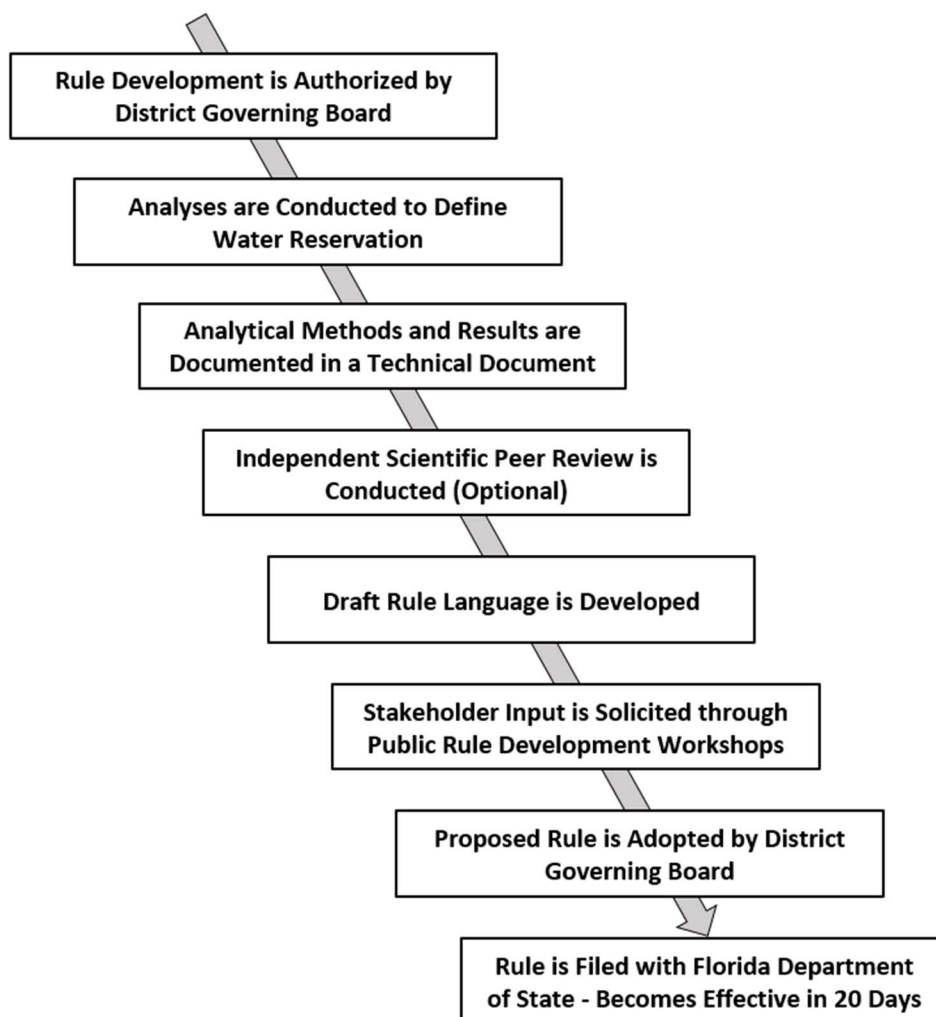 Rule Development is Authorized by
District Governing Board
Analyses are Conducted to Define
Water Reservation
Analytical Methods and Results are
Documented in a Technical Document
Independent Scientific Peer Review is
Conducted (Optional)
Draft Rule Language is Developed
Stakeholder Input is Solicited through
Public Rule Development Workshops
Proposed Rule is Adopted by District
Governing Board
Rule is Filed with Florida Department
of State - Becomes Effective in 20 Days